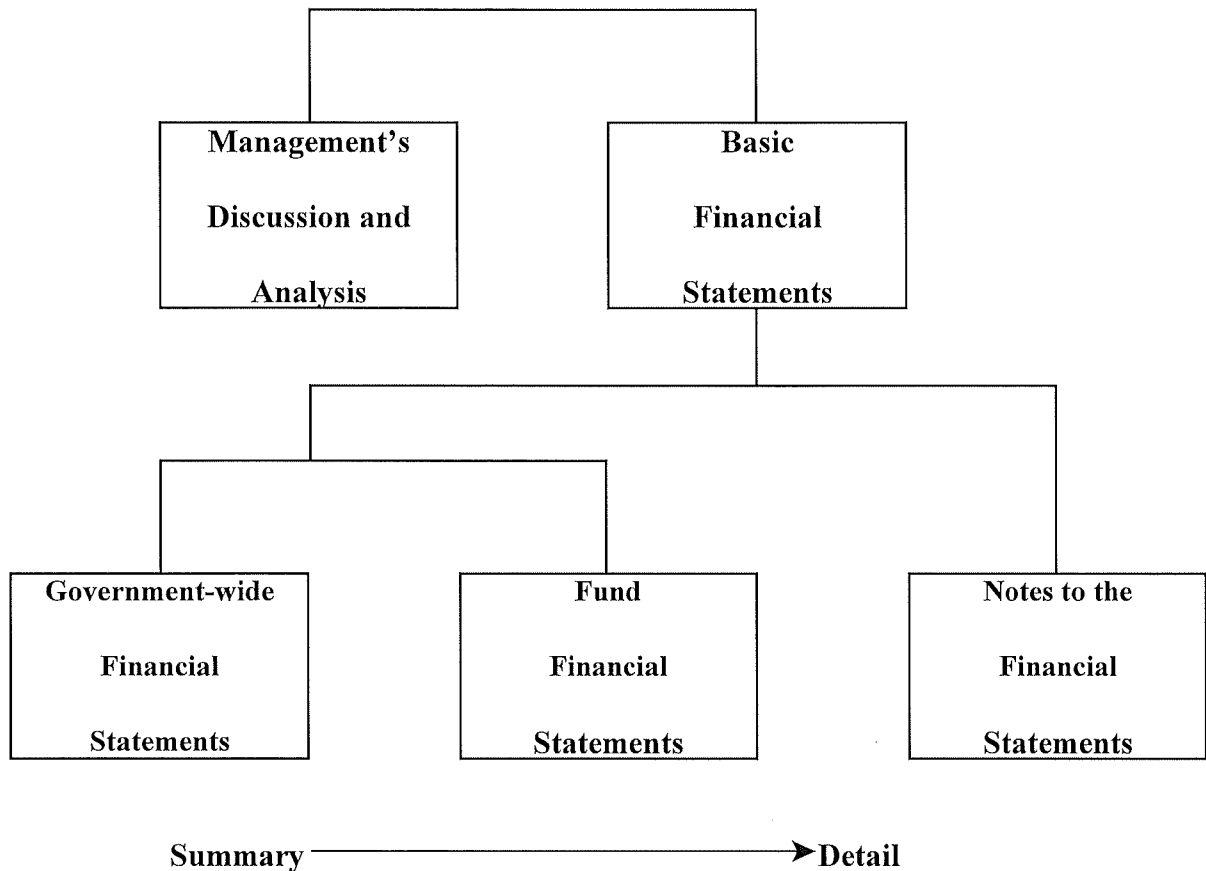 Management's
Discussion and
Analysis
Basic
Financial
Statements
Government-wide
Financial
Statements
Fund
Financial
Statements
Notes to the
Financial
Statements
Summary
Detail